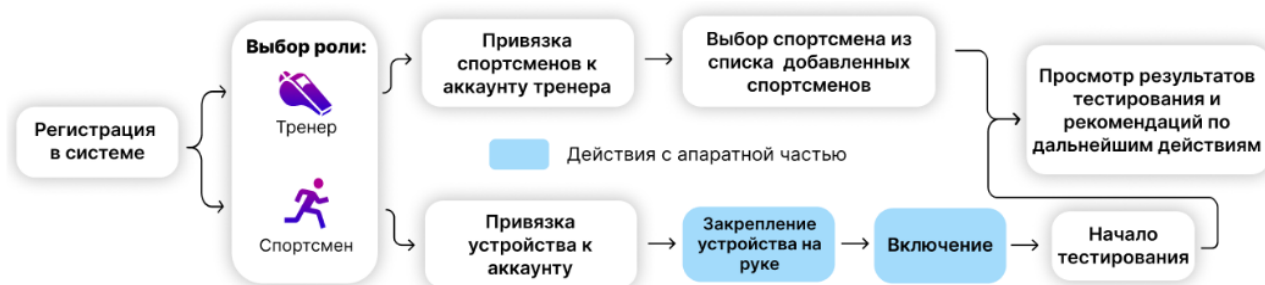 Регистрация
в системе
Выбор роли:
Тренер
Спортсмен
Привязка
спортсменов к
аккаунту тренера
Выбор спортсмена из
списка добавленных
спортсменов
Просмотр результатов
тестирования и
рекомендаций по
дальнейшим действиям
Действия с апаратной частью
Привязка
устройства к
аккаунту
Закрепление
устройства на
руке
Включение
Начало
тестирования